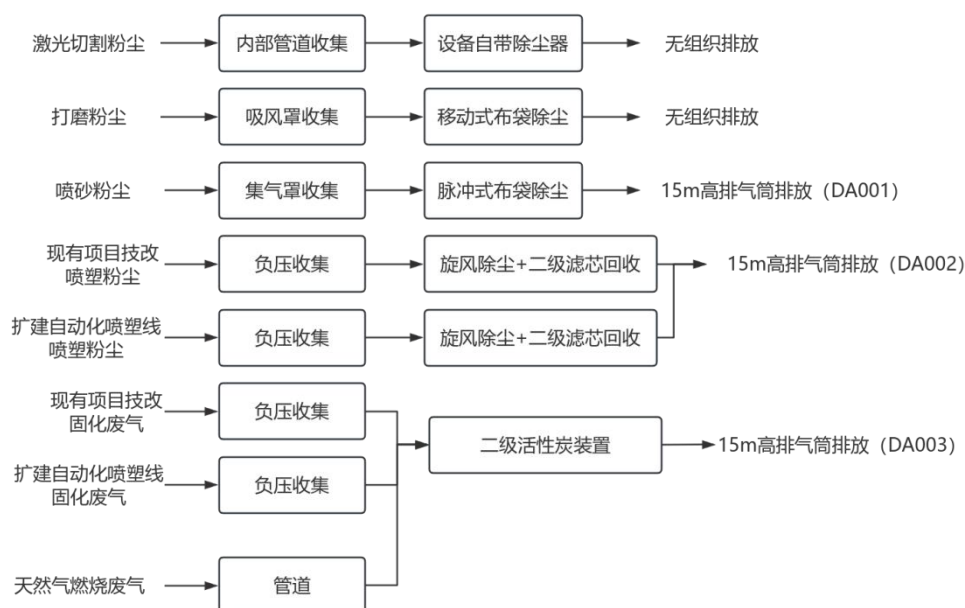 激光切割粉尘 内部管道收集 设备自带除尘器 无组织排放
打磨粉尘 吸风罩收集 移动式布袋除尘 无组织排放
喷砂粉尘 集气罩收集 脉冲式布袋除尘 15m高排气筒排放（DA001）
现有项目技改
喷塑粉尘
负压收集 旋风除尘+二级滤芯回收 15m高排气筒排放（DA002）
扩建自动化喷塑线
喷塑粉尘
负压收集 旋风除尘+二级滤芯回收
现有项目技改
固化废气
负压收集
二级活性炭装置 15m高排气筒排放（DA003）
扩建自动化喷塑线
固化废气
负压收集
天然气燃烧废气 管道